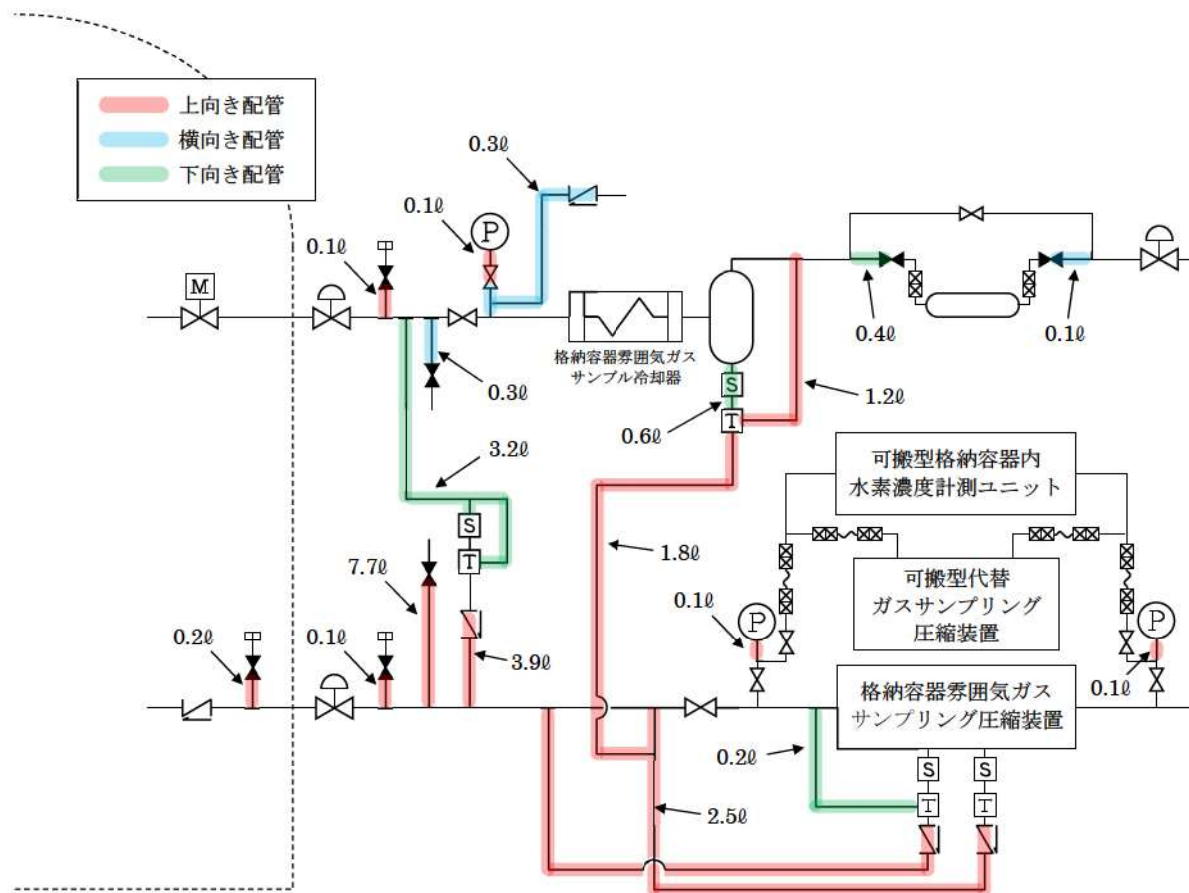 上向き配管
横向き配管
下向き配管
0.3ℓ
0.1ℓ
P
0.1ℓ
M
0.4ℓ
0.1ℓ
格納容器雰囲気ガス
サンプル冷却器
0.3ℓ
S
1.2ℓ
0.6ℓ
T
可搬型格納容器内
水素濃度計測ユニット
3.2ℓ
S
T
1.8ℓ
7.7ℓ
可搬型代替
ガスサンプリング
圧縮装置
0.1ℓ
P
P
0.2ℓ
0.1ℓ
3.9ℓ
0.1ℓ
格納容器雰囲気ガス
サンプリング圧縮装置
0.2ℓ
S
S
2.5ℓ
T
T